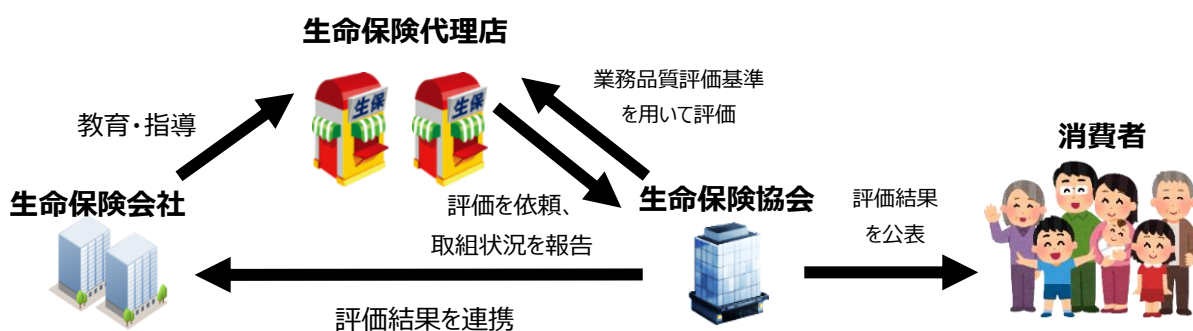 生命保険代理店
生保
生保
業務品質評価基準
を用いて評価
教育・指導
消費者
生命保険会社
評価を依頼、
取組状況を報告
生命保険協会
評価結果
を公表
評価結果を連携